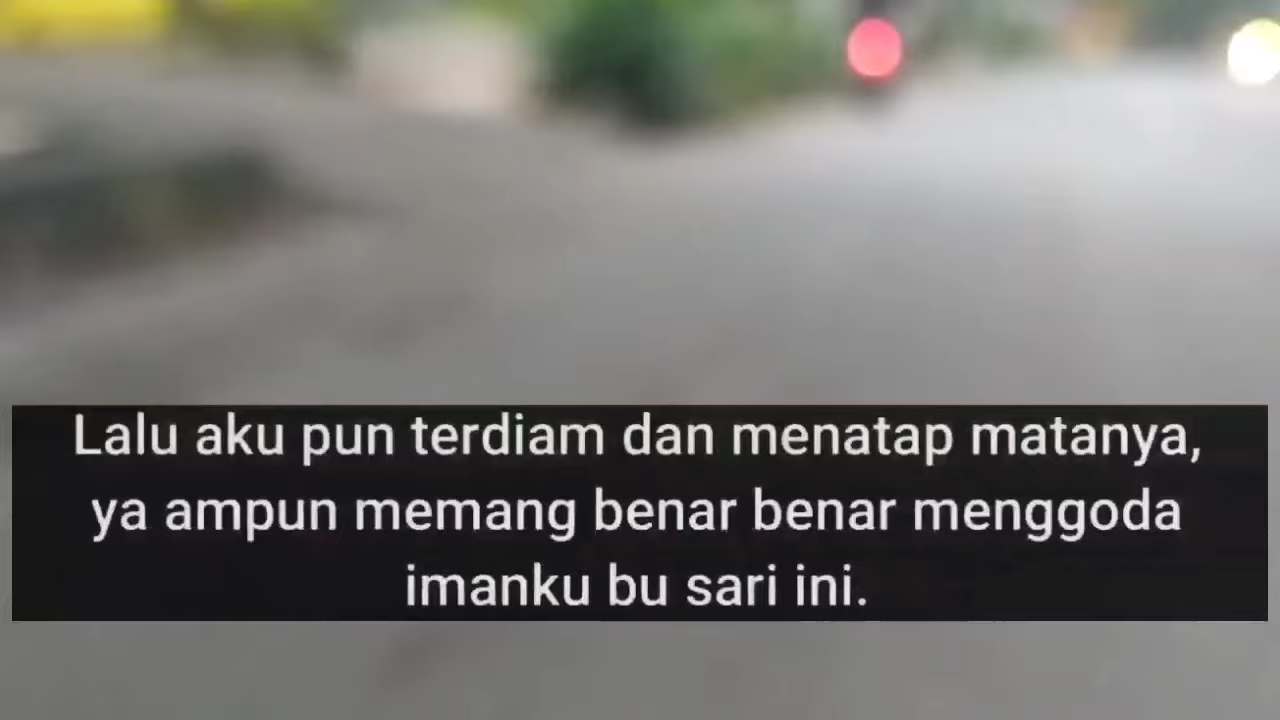 Lalu aku pun terdiam dan menatap matanya,
ya ampun memang benar benar menggoda
imanku bu sari ini.